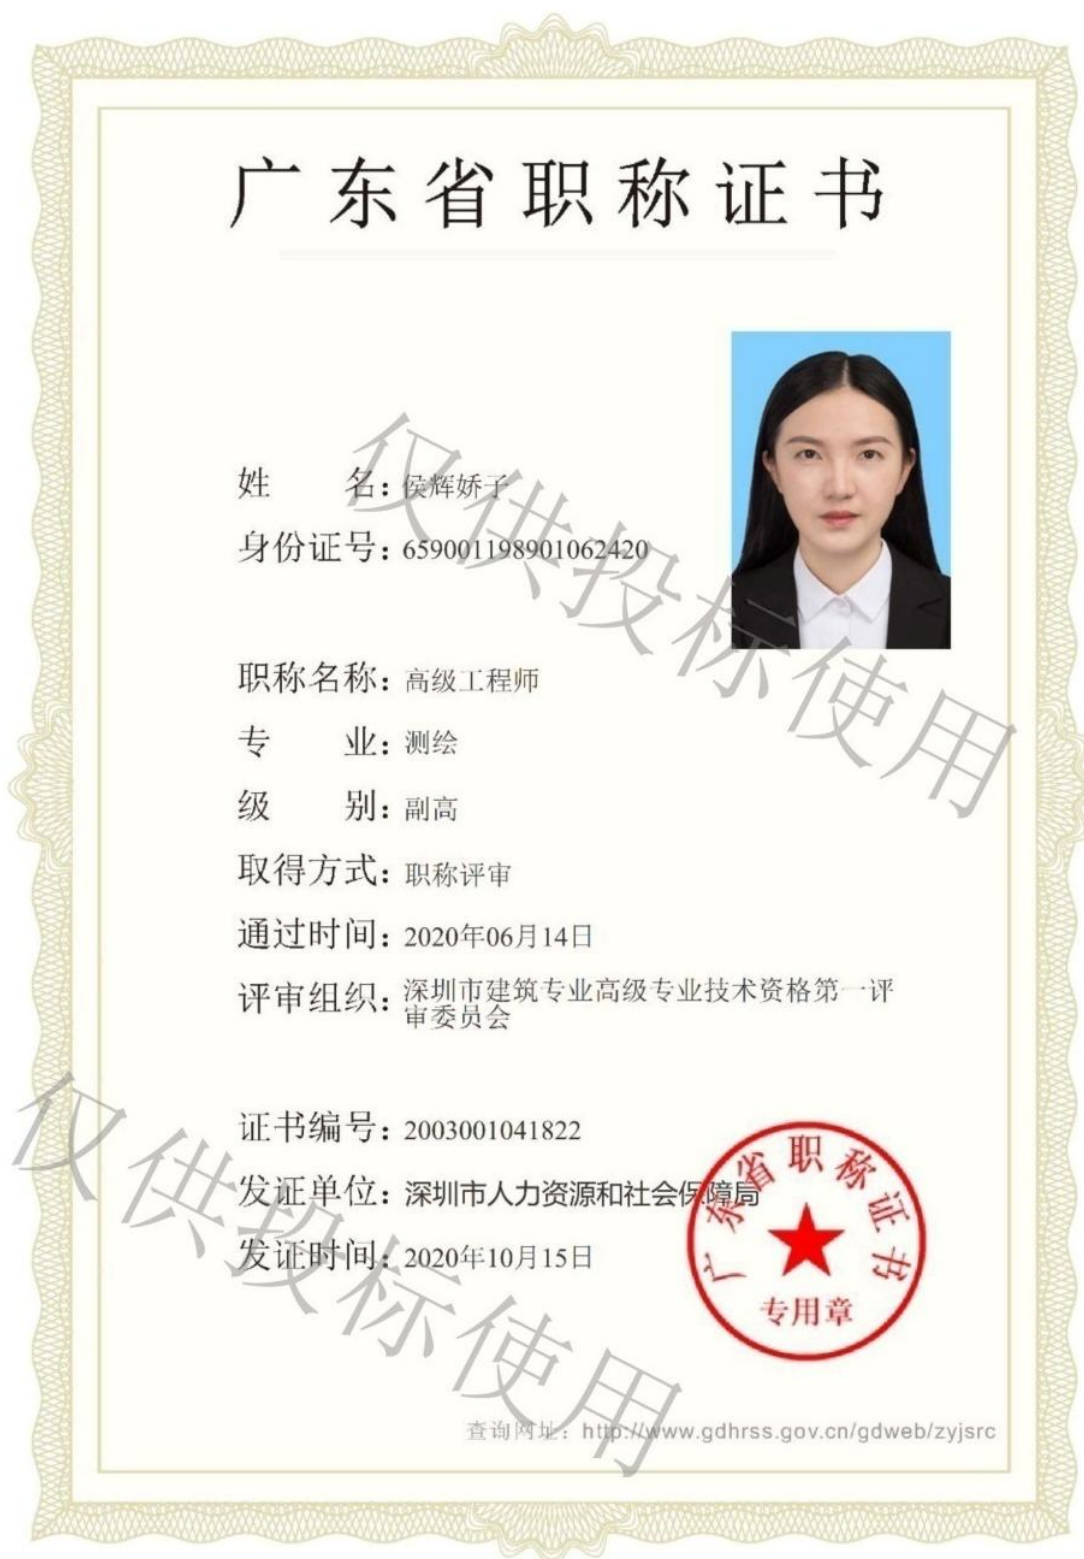 广东省职称证书
姓 名：侯辉娇子
身份证号：659001198901062420
职称名称：高级工程师
专 业：测绘
级 别：副高
取得方式：职称评审
通过时间：2020年06月14日
评审组织：深圳市建筑专业高级专业技术资格第一评
审委员会
证书编号：2003001041822
发证单位：深圳市人力资源和社会保障局
发证时间：2020年10月15日
广东省职称证书
专用章
查询网址：http://www.gdhrss.gov.cn/gdweb/zyjsrc
仅供投标使用
仅供投标使用